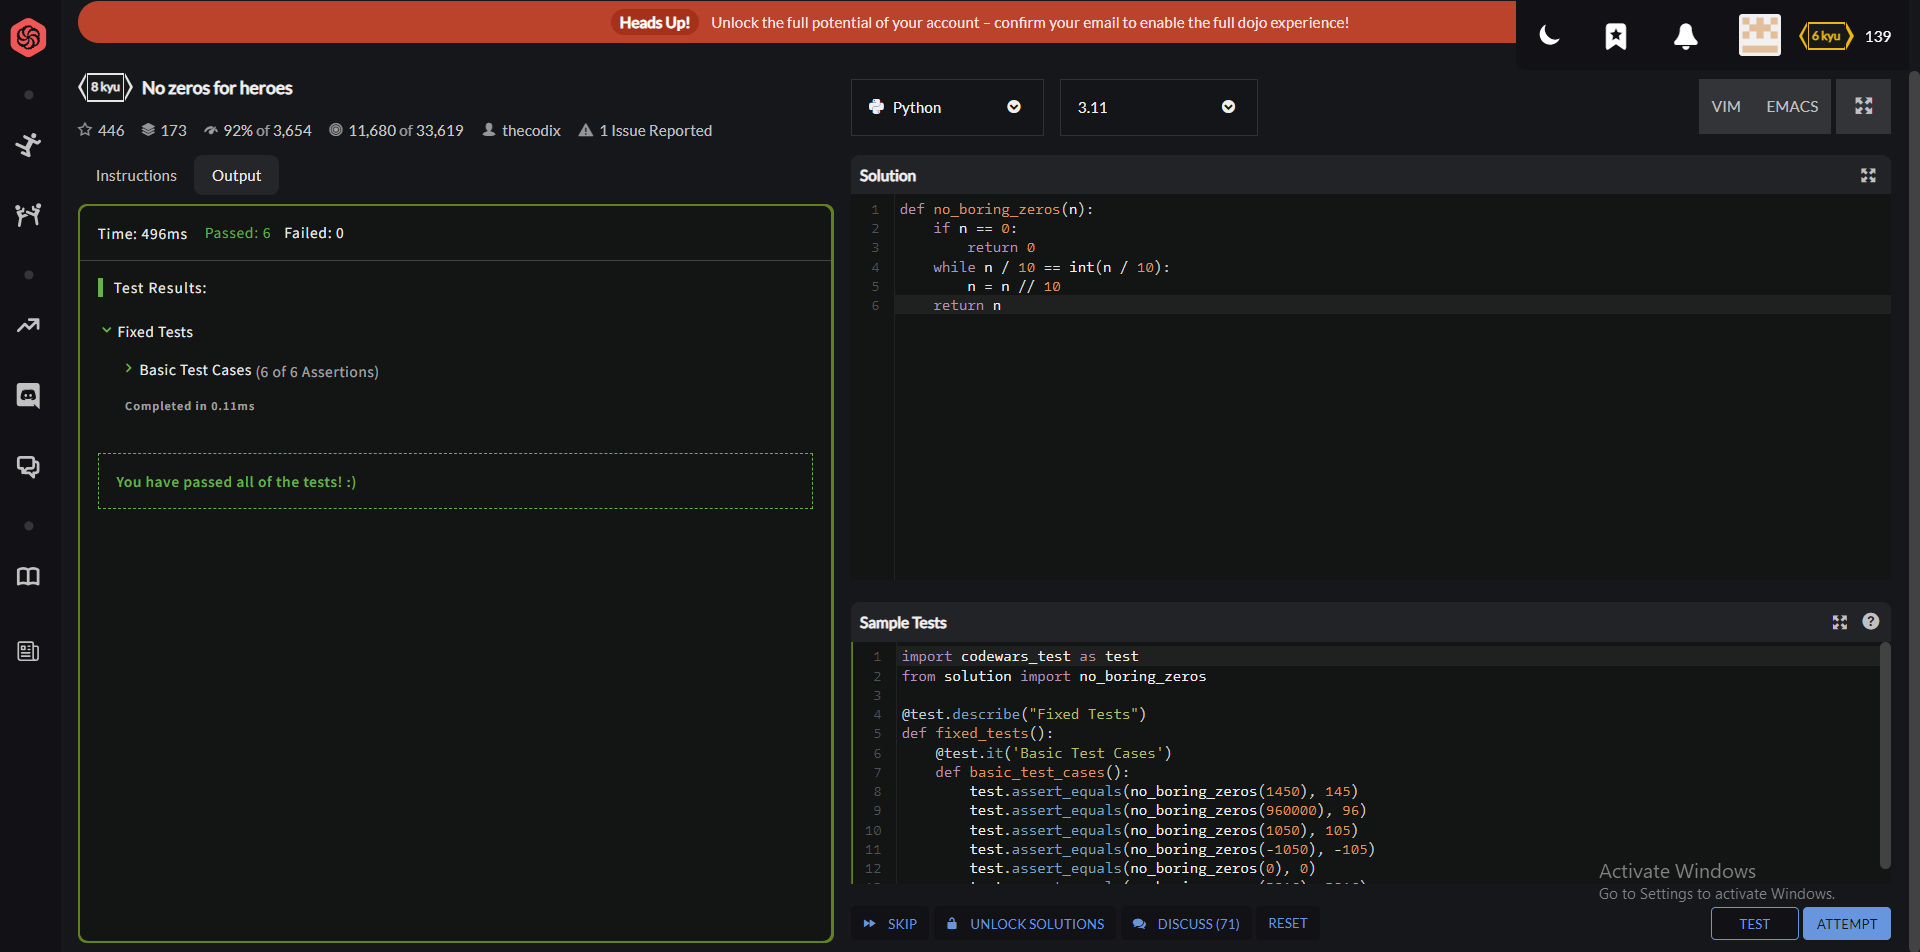 Heads Up! Unlock the full potential of your account – confirm your email to enable the full dojo experience!
6 kyu 139
8 kyu No zeros for heroes
446 173 92% of 3,654 11,680 of 33,619 thecodix 1 Issue Reported
Instructions Output
Time: 496ms Passed: 6 Failed: 0
Test Results:
Fixed Tests
Basic Test Cases (6 of 6 Assertions)
Completed in 0.11ms
You have passed all of the tests! :)
Python 3.11 VIM EMACS
Solution
1 def no_boring_zeros(n):
2     if n == 0:
3         return 0
4     while n / 10 == int(n / 10):
5         n = n // 10
6     return n
Sample Tests
1 import codewars_test as test
2 from solution import no_boring_zeros
3
4 @test.describe("Fixed Tests")
5 def fixed_tests():
6     @test.it('Basic Test Cases')
7     def basic_test_cases():
8         test.assert_equals(no_boring_zeros(1450), 145)
9         test.assert_equals(no_boring_zeros(960000), 96)
10         test.assert_equals(no_boring_zeros(1050), 105)
11         test.assert_equals(no_boring_zeros(-1050), -105)
12         test.assert_equals(no_boring_zeros(0), 0)
Activate Windows
Go to Settings to activate Windows.
SKIP UNLOCK SOLUTIONS DISCUSS (71) RESET TEST ATTEMPT